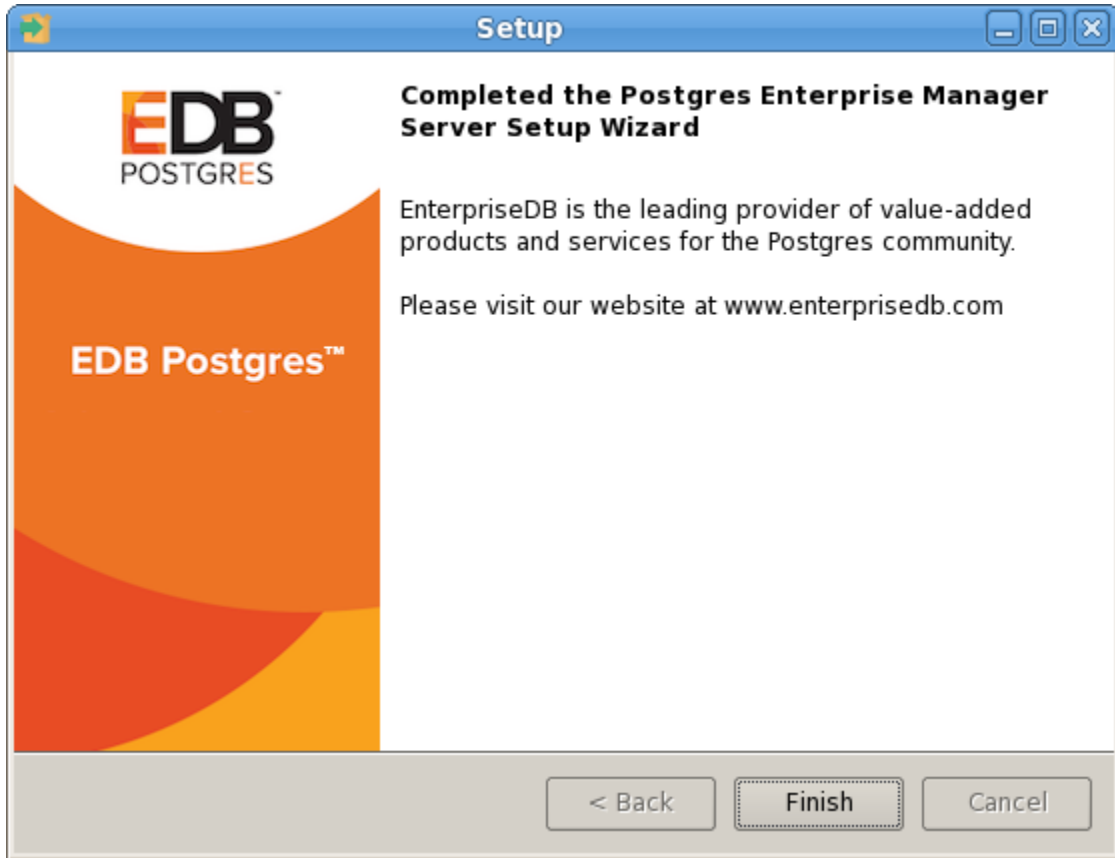 Setup
EDB™
POSTGRES
EDB Postgres™
Completed the Postgres Enterprise Manager
Server Setup Wizard
EnterpriseDB is the leading provider of value-added
products and services for the Postgres community.
Please visit our website at www.enterprisedb.com
< Back
Finish
Cancel